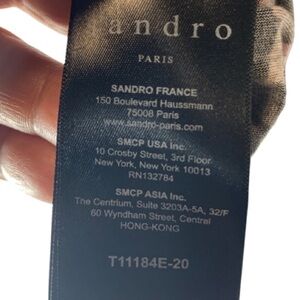 andro
PARIS
SANDRO FRANCE
150 Boulevard Haussmann
75008 Paris
www.sandro-paris.com
SMCP USA Inc.
10 Crosby Street, 3rd Floor
New York, New York 10013
RN132784
SMCP ASIA Inc.
The Centrium, Suite 3203A-5A, 32/F
60 Wyndham Street, Central
HONG-KONG
T11184E-20